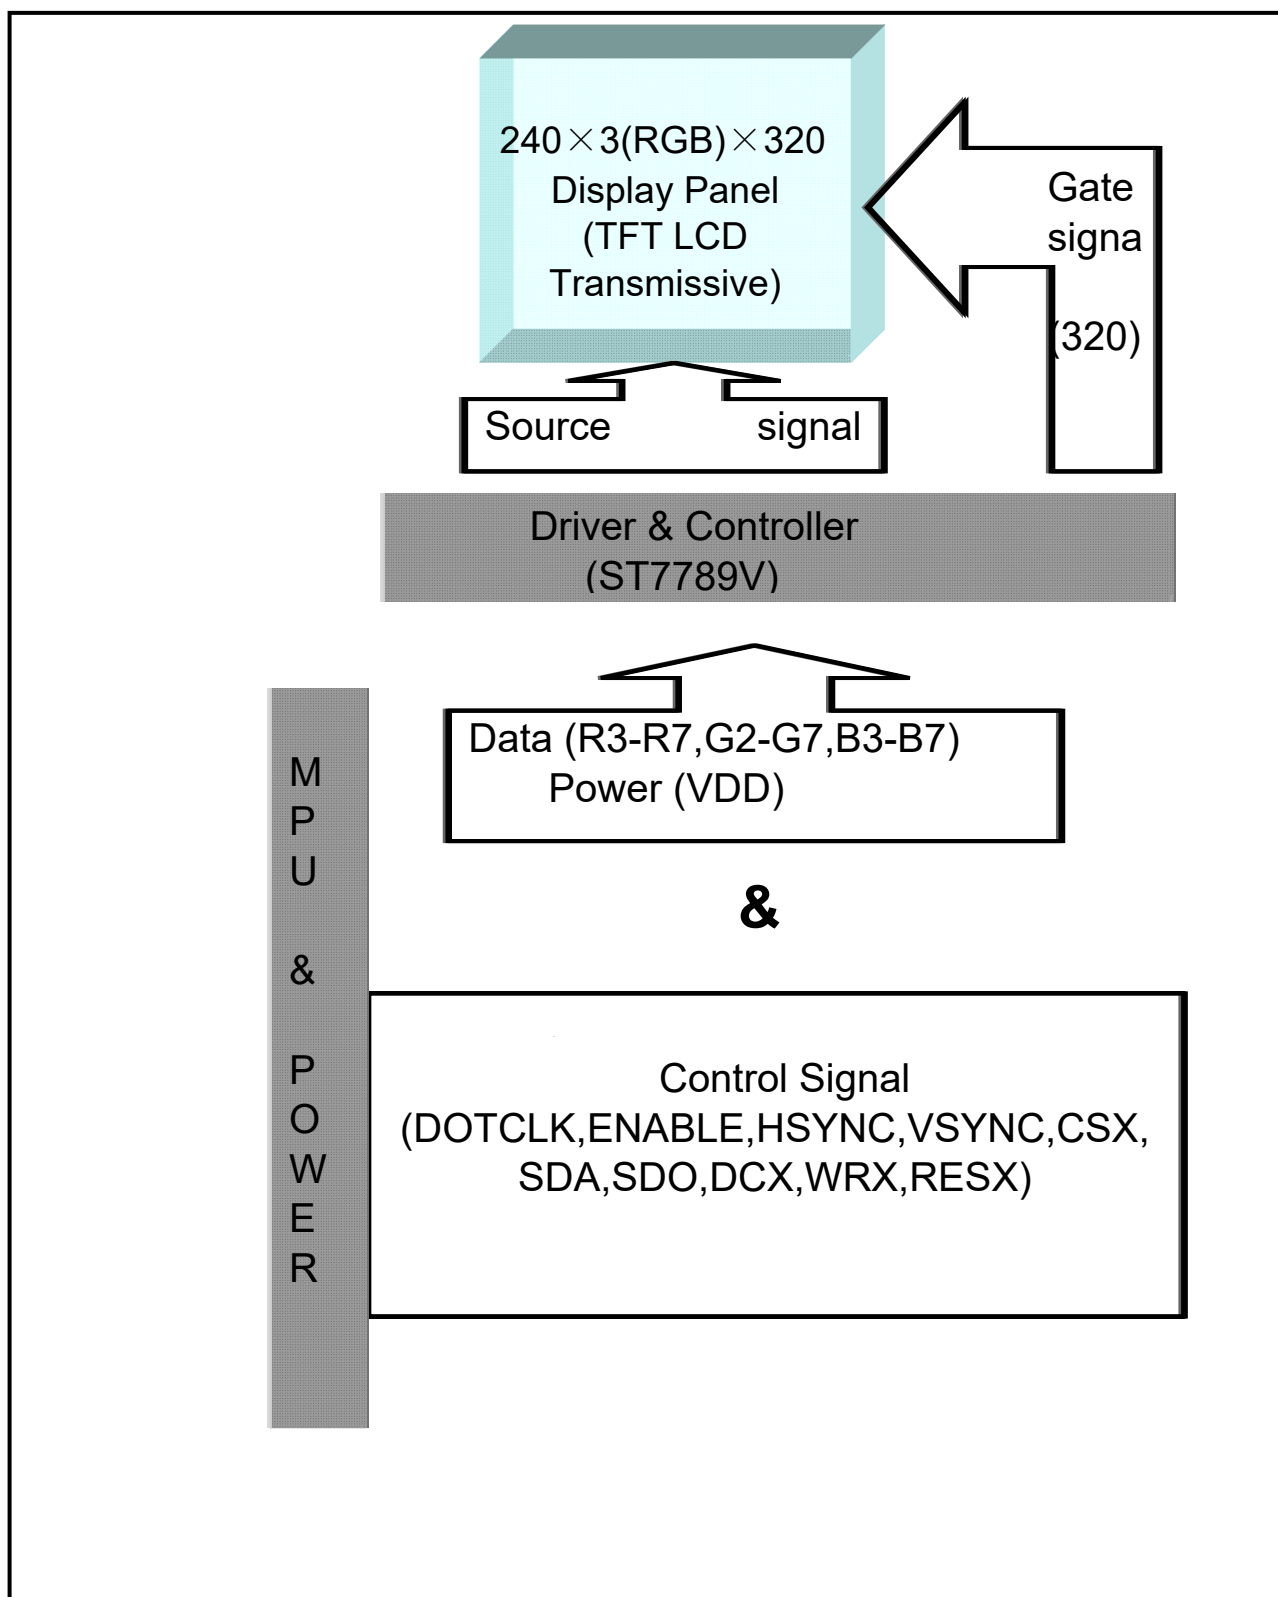 240×3(RGB)×320
Display Panel
(TFT LCD
Transmissive)
Gate
signa
(320)
Source signal
Driver & Controller
(ST7789V)
Data (R3-R7,G2-G7,B3-B7)
Power (VDD)
&
M
P
U
&
P
O
W
E
R
Control Signal
(DOTCLK,ENABLE,HSYNC,VSYNC,CSX,
SDA,SDO,DCX,WRX,RESX)